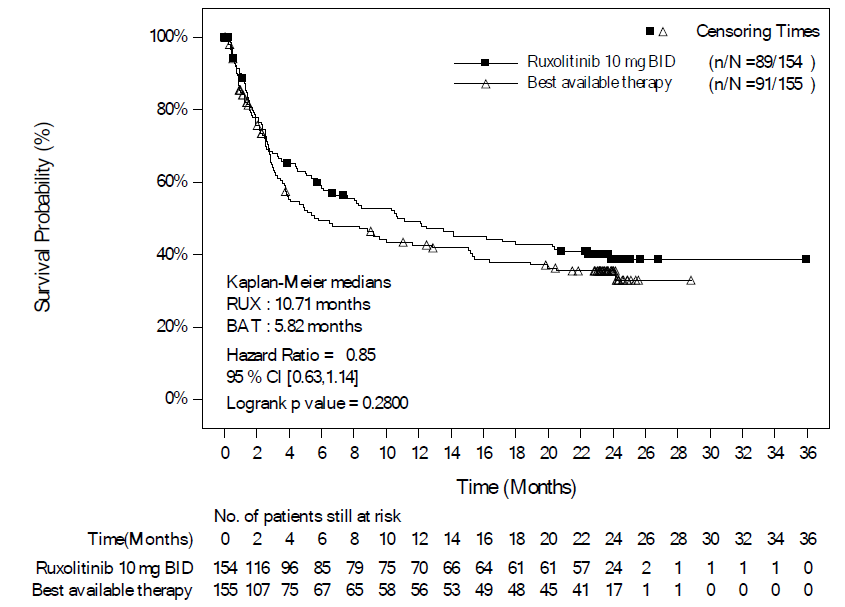 Censoring Times
Ruxolitinib 10 mg BID (n/N =89/154 )
Best available therapy (n/N =91/155 )
Survival Probability (%)
100%
80%
60%
40%
20%
0%
Kaplan-Meier medians
RUX : 10.71 months
BAT : 5.82 months
Hazard Ratio = 0.85
95 % CI [0.63,1.14]
Logrank p value = 0.2800
0 2 4 6 8 10 12 14 16 18 20 22 24 26 28 30 32 34 36
Time (Months)
No. of patients still at risk
Time(Months) 0 2 4 6 8 10 12 14 16 18 20 22 24 26 28 30 32 34 36
Ruxolitinib 10 mg BID 154 116 96 85 79 75 70 66 64 61 61 57 24 2 1 1 1 1 0
Best available therapy 155 107 75 67 65 58 56 53 49 48 45 41 17 1 1 0 0 0 0